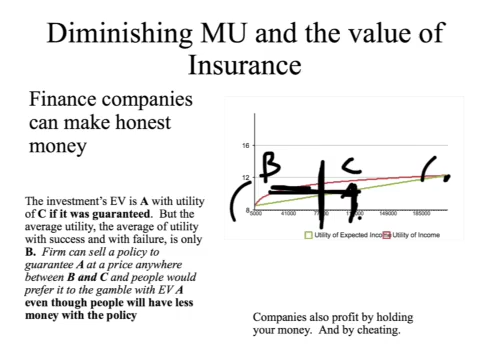 Diminishing MU and the value of
Insurance
Finance companies
can make honest
money
The investment's EV is A with utility
of C if it was guaranteed. But the
average utility, the average of utility
with success and with failure, is only
B. Firm can sell a policy to
guarantee A at a price anywhere
between B and C and people would
prefer it to the gamble with EV A
even though people will have less
money with the policy
16
12
8
B
C
5000 41000 149000 185000
Utility of Expected Income Utility of Income
Companies also profit by holding
your money. And by cheating.